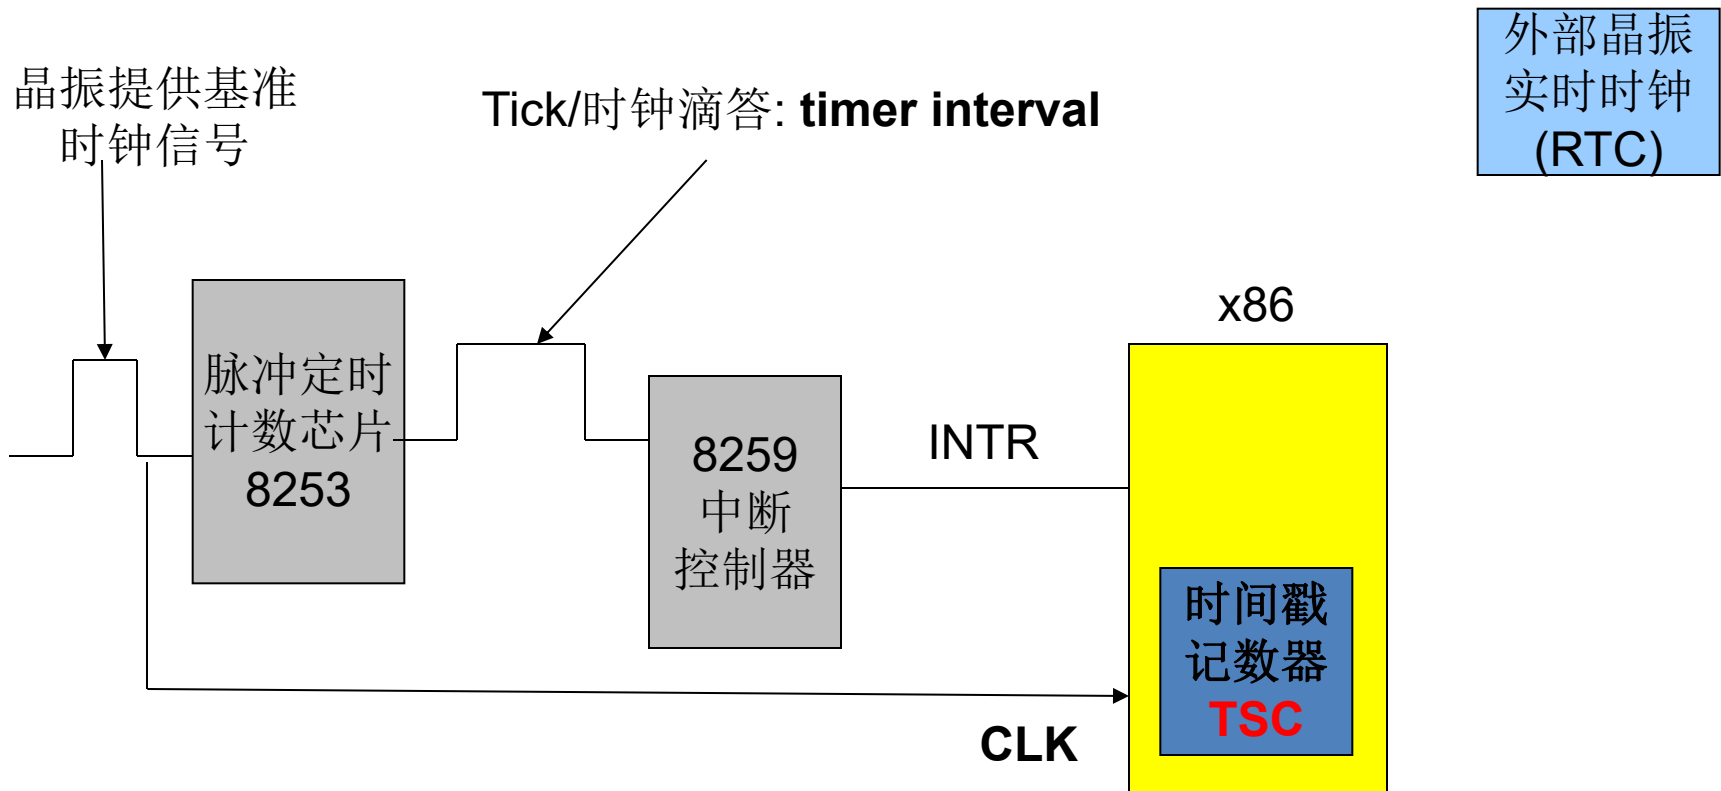 晶振提供基准
时钟信号
Tick/时钟滴答: timer interval
外部晶振
实时时钟
(RTC)
脉冲定时
计数芯片
8253
8259
中断
控制器
INTR
x86
时间戳
记数器
TSC
CLK